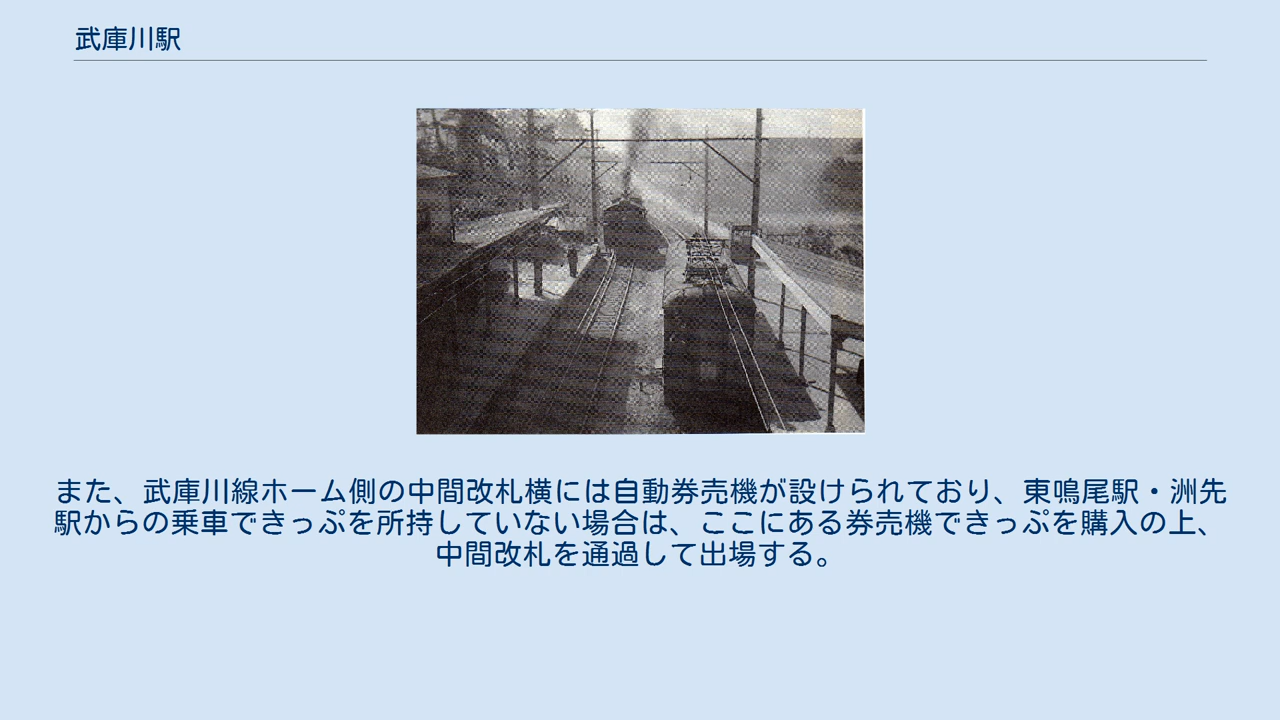 武庫川駅
また、武庫川線ホーム側の中間改札横には自動券売機が設けられており、東鳴尾駅・洲先
駅からの乗車できっぷを所持していない場合は、ここにある券売機できっぷを購入の上、
中間改札を通過して出場する。